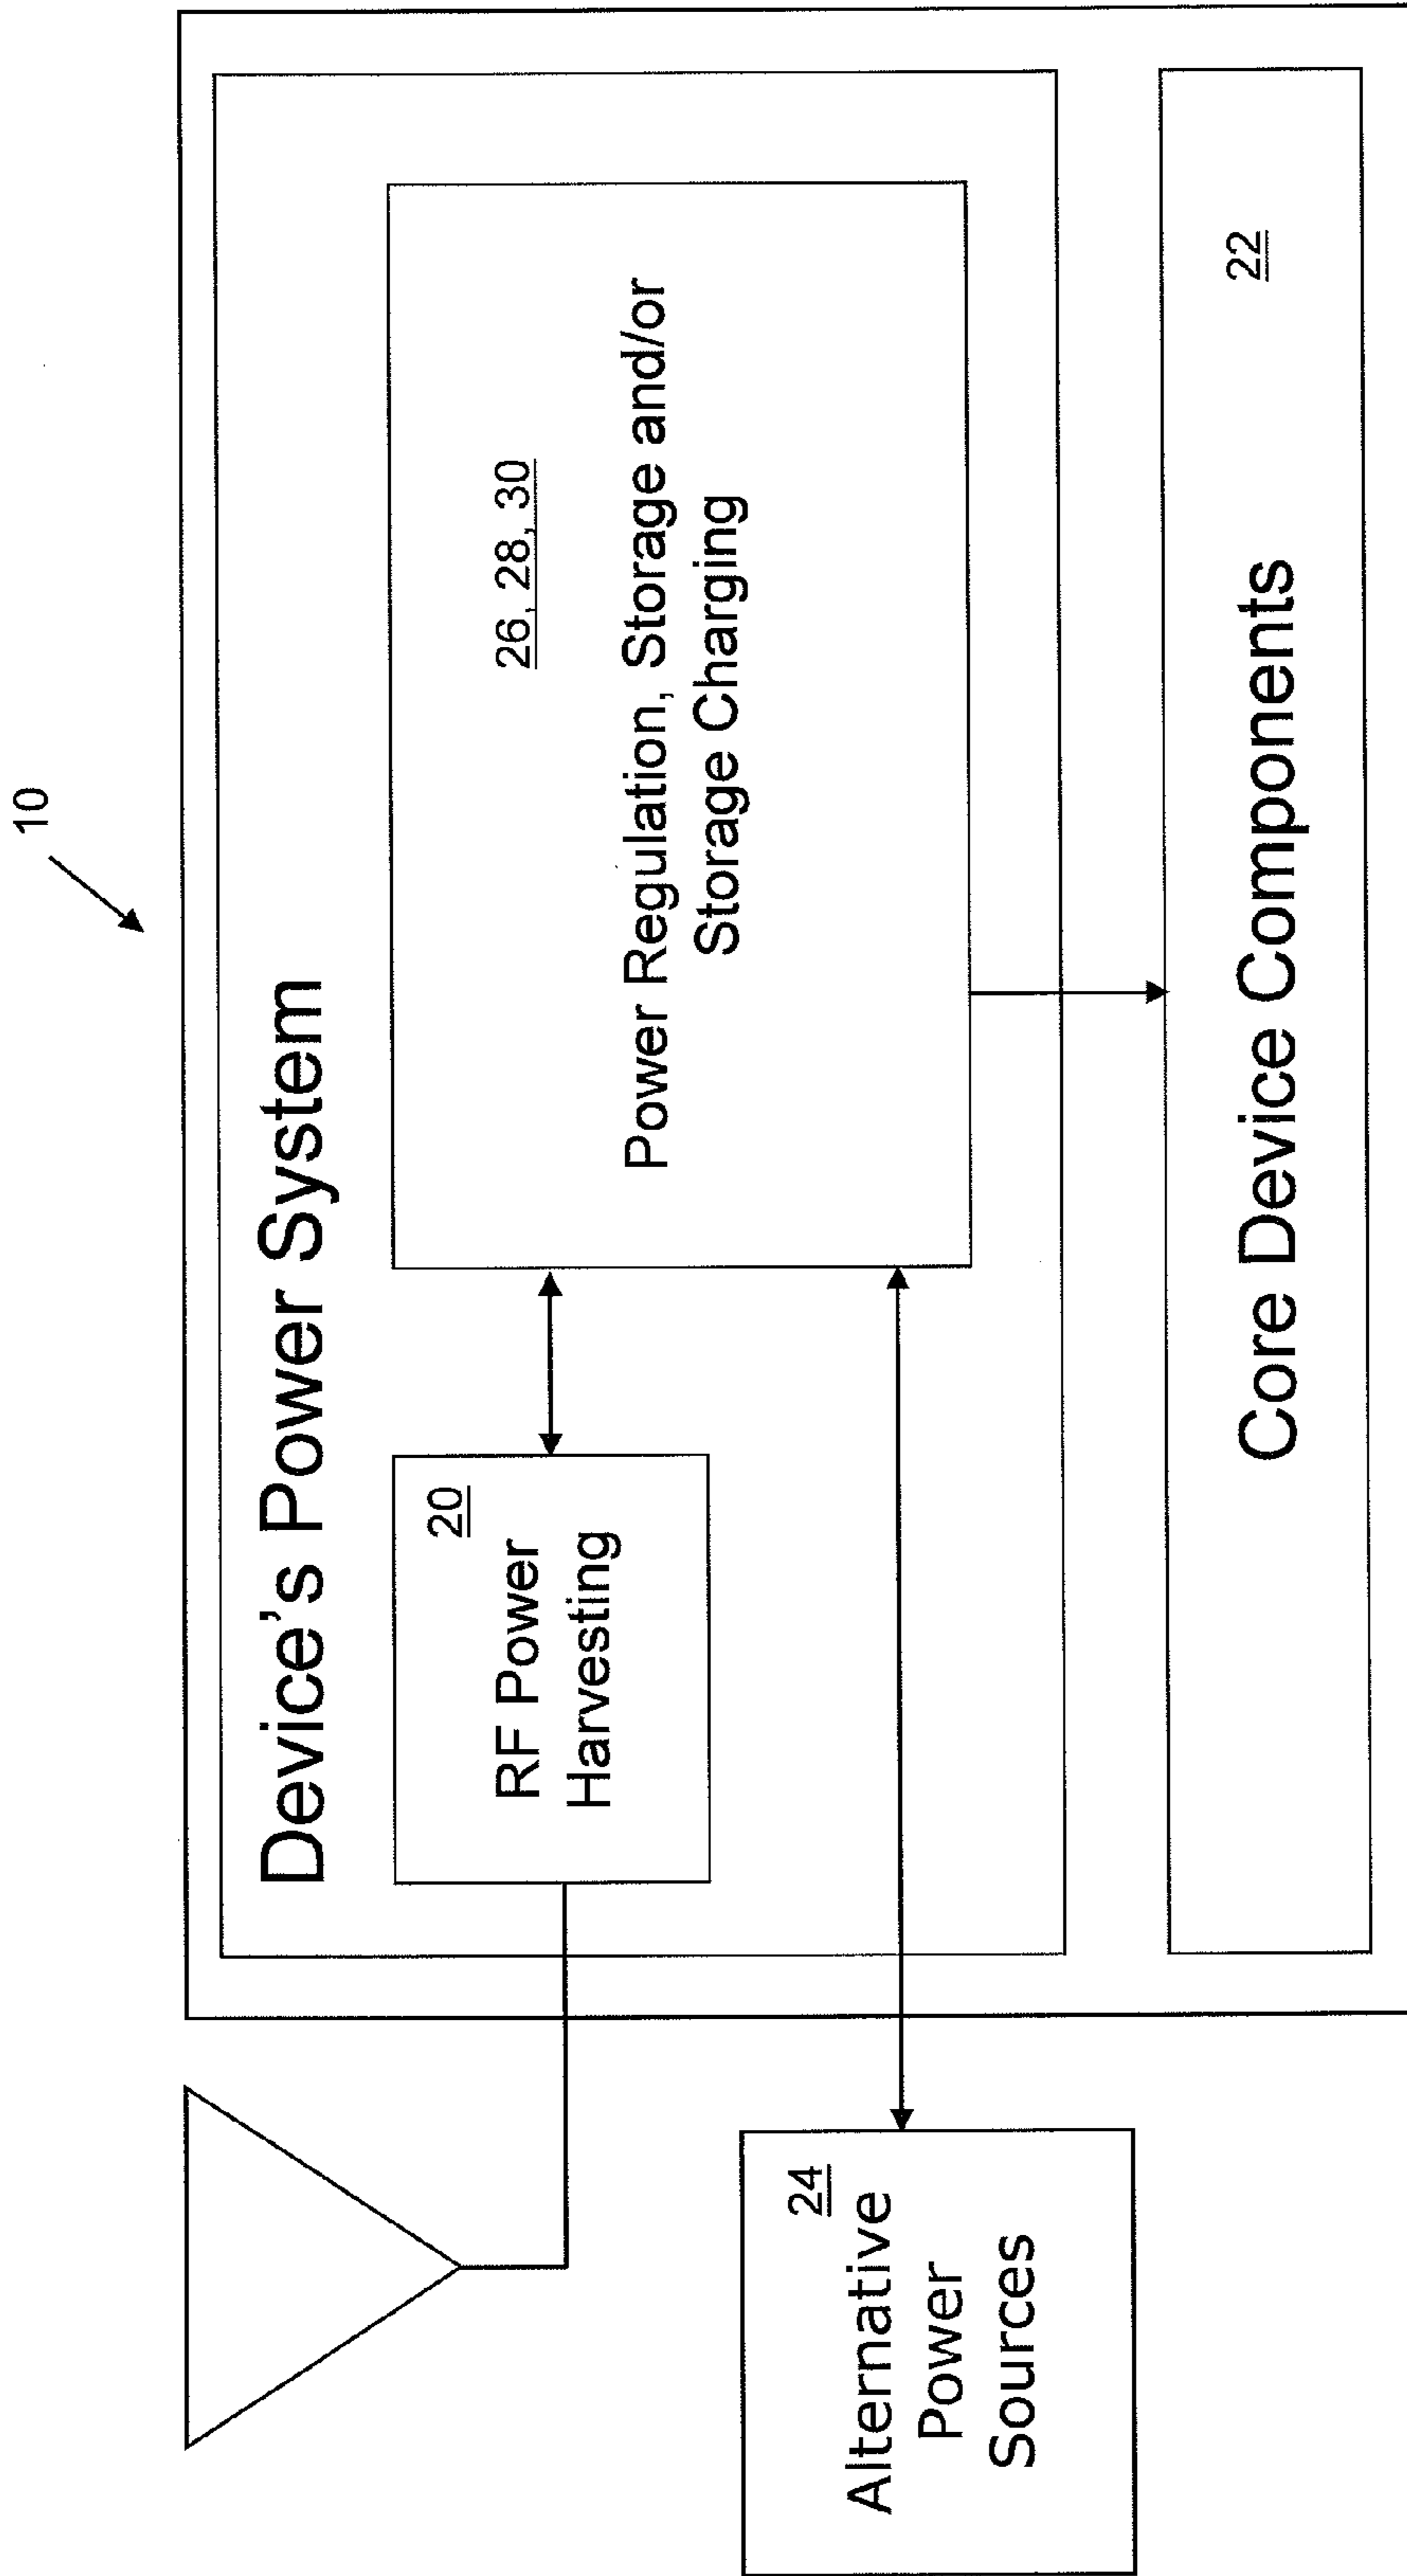 10
Device's Power System
20
RF Power
Harvesting
26, 28, 30
Power Regulation, Storage and/or
Storage Charging
24
Alternative
Power
Sources
22
Core Device Components